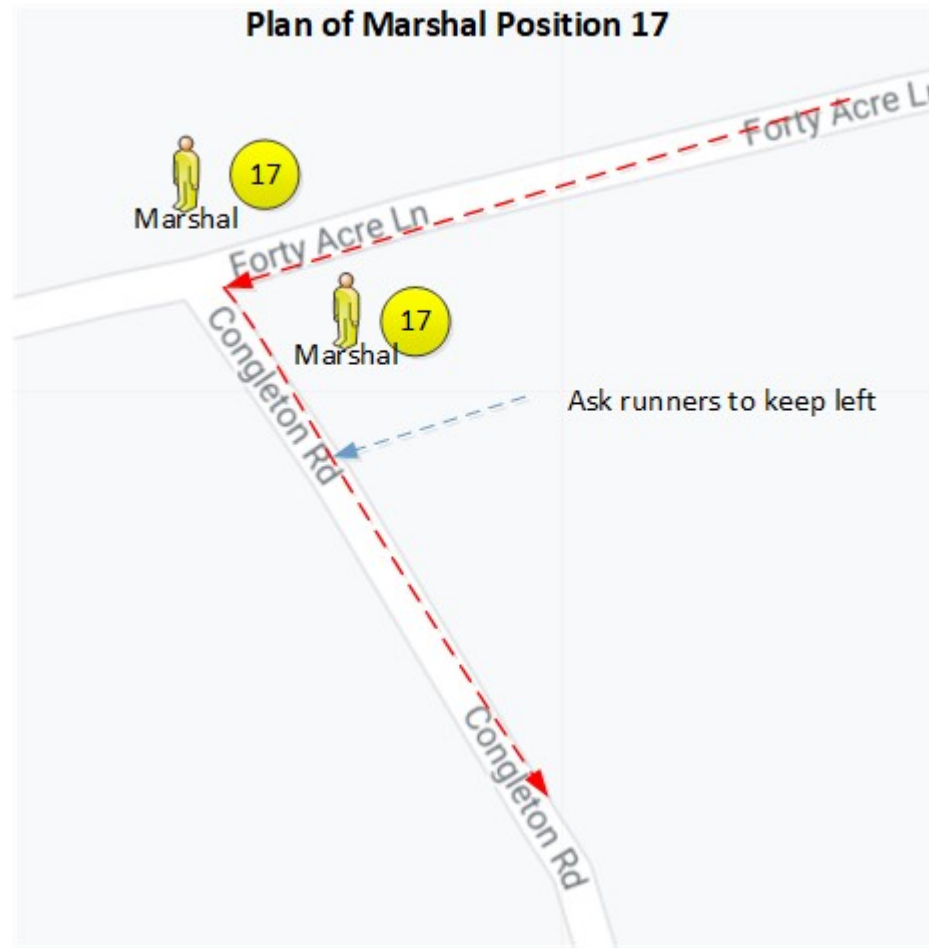 Plan of Marshal Position 17
Forty Acre Ln
17
Marshal
Forty Acre Ln
17
Marshal
Congleton Rd
Ask runners to keep left
Congleton Rd